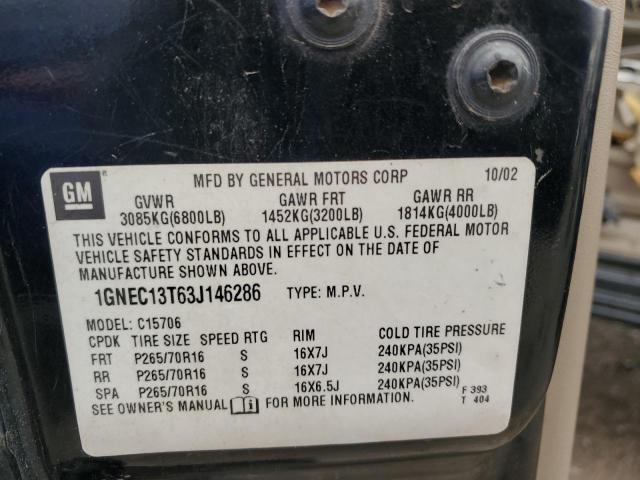 GM
MFD BY GENERAL MOTORS CORP 10/02
GVWR GAWR FRT GAWR RR
3085KG(6800LB) 1452KG(3200LB) 1814KG(4000LB)
THIS VEHICLE CONFORMS TO ALL APPLICABLE U.S. FEDERAL MOTOR
VEHICLE SAFETY STANDARDS IN EFFECT ON THE DATE OF
MANUFACTURE SHOWN ABOVE.
1GNEC13T63J146286 TYPE: M.P.V.
MODEL: C15706
CPDK TIRE SIZE SPEED RTG RIM COLD TIRE PRESSURE
FRT P265/70R16 S 16X7J 240KPA(35PSI)
RR P265/70R16 S 16X7J 240KPA(35PSI)
SPA P265/70R16 S 16X6.5J 240KPA(35PSI)
SEE OWNER'S MANUAL FOR MORE INFORMATION.
F 393
T 404